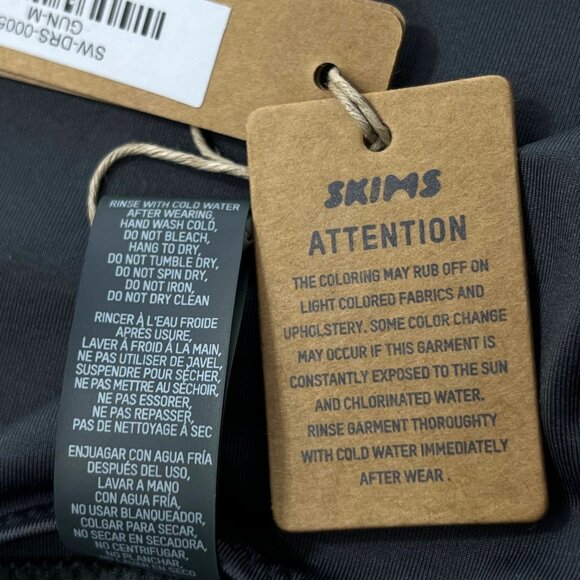 SW-DRS-0005
GUN-M
RINSE WITH COLD WATER
AFTER WEARING,
HAND WASH COLD,
DO NOT BLEACH,
HANG TO DRY
DO NOT TUMBLE DRY,
DO NOT SPIN DRY,
DO NOT IRON,
DO NOT DRY CLEAN
RINCER À L'EAU FROIDE
APRÈS USURE,
LAVER À FROID À LA MAIN,
NE PAS UTILISER DE JAVEL,
SUSPENDRE POUR SÉCHER,
NE PAS METTRE AU SÉCHOIR,
NE PAS ESSORER,
NE PAS REPASSER,
PAS DE NETTOYAGE À SEC
ENJUAGAR CON AGUA FRÍA
DESPUÉS DEL USO,
LAVAR A MANO
CON AGUA FRÍA,
NO USAR BLANQUEADOR,
COLGAR PARA SECAR,
NO SECAR EN SECADORA,
NO CENTRIFUGAR,
NO PLANCHAR,
EN SECO
SKIMS
ATTENTION
THE COLORING MAY RUB OFF ON
LIGHT COLORED FABRICS AND
UPHOLSTERY. SOME COLOR CHANGE
MAY OCCUR IF THIS GARMENT IS
CONSTANTLY EXPOSED TO THE SUN
AND CHLORINATED WATER.
RINSE GARMENT THOROUGHTY
WITH COLD WATER IMMEDIATELY
AFTER WEAR .